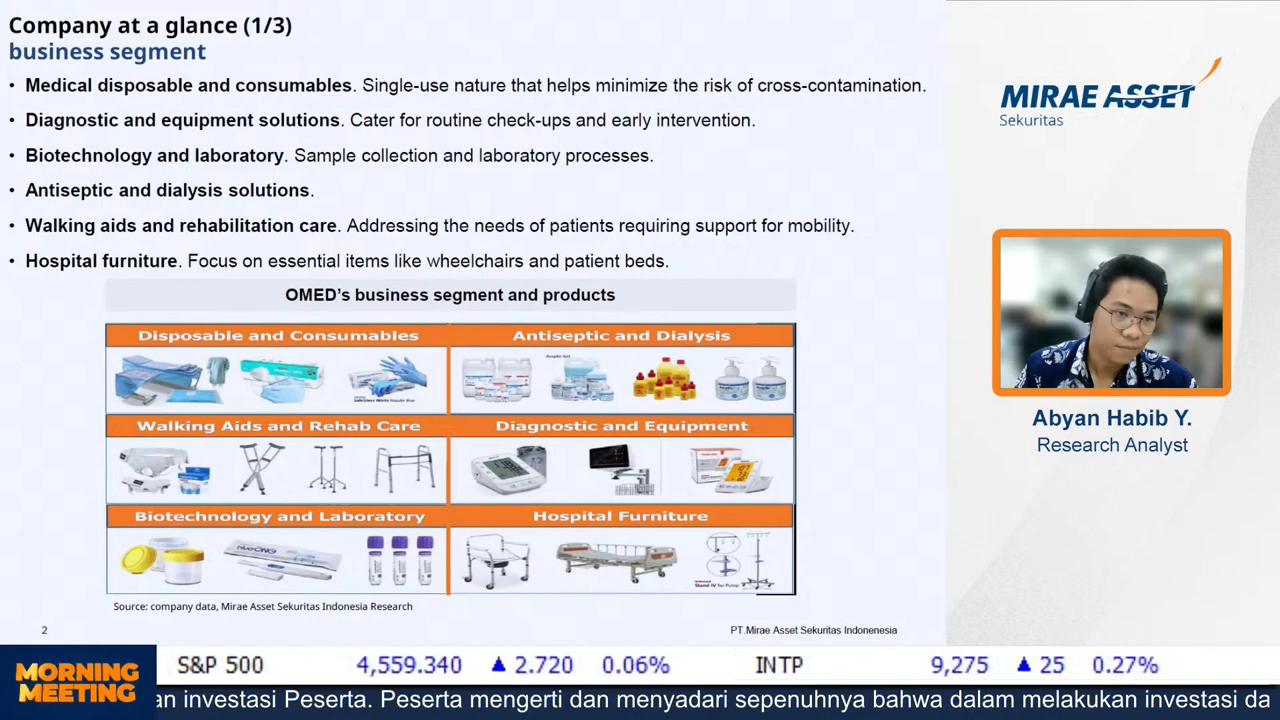 Company at a glance (1/3)
business segment
• Medical disposable and consumables. Single-use nature that helps minimize the risk of cross-contamination.
• Diagnostic and equipment solutions. Cater for routine check-ups and early intervention.
• Biotechnology and laboratory. Sample collection and laboratory processes.
• Antiseptic and dialysis solutions.
• Walking aids and rehabilitation care. Addressing the needs of patients requiring support for mobility.
• Hospital furniture. Focus on essential items like wheelchairs and patient beds.
OMED's business segment and products
Disposable and Consumables
Antiseptic and Dialysis
Walking Aids and Rehab Care
Diagnostic and Equipment
Biotechnology and Laboratory
Hospital Furniture
Stand IV for Pump
Source: company data, Mirae Asset Sekuritas Indonesia Research
2
PT.Mirae Asset Sekuritas Indonenesia
MIRAE ASSET
Sekuritas
Abyan Habib Y.
Research Analyst
MORNING
MEETING
S&P 500 4,559.340 ▲ 2.720 0.06% INTP 9,275 ▲ 25 0.27%
an investasi Peserta. Peserta mengerti dan menyadari sepenuhnya bahwa dalam melakukan investasi da